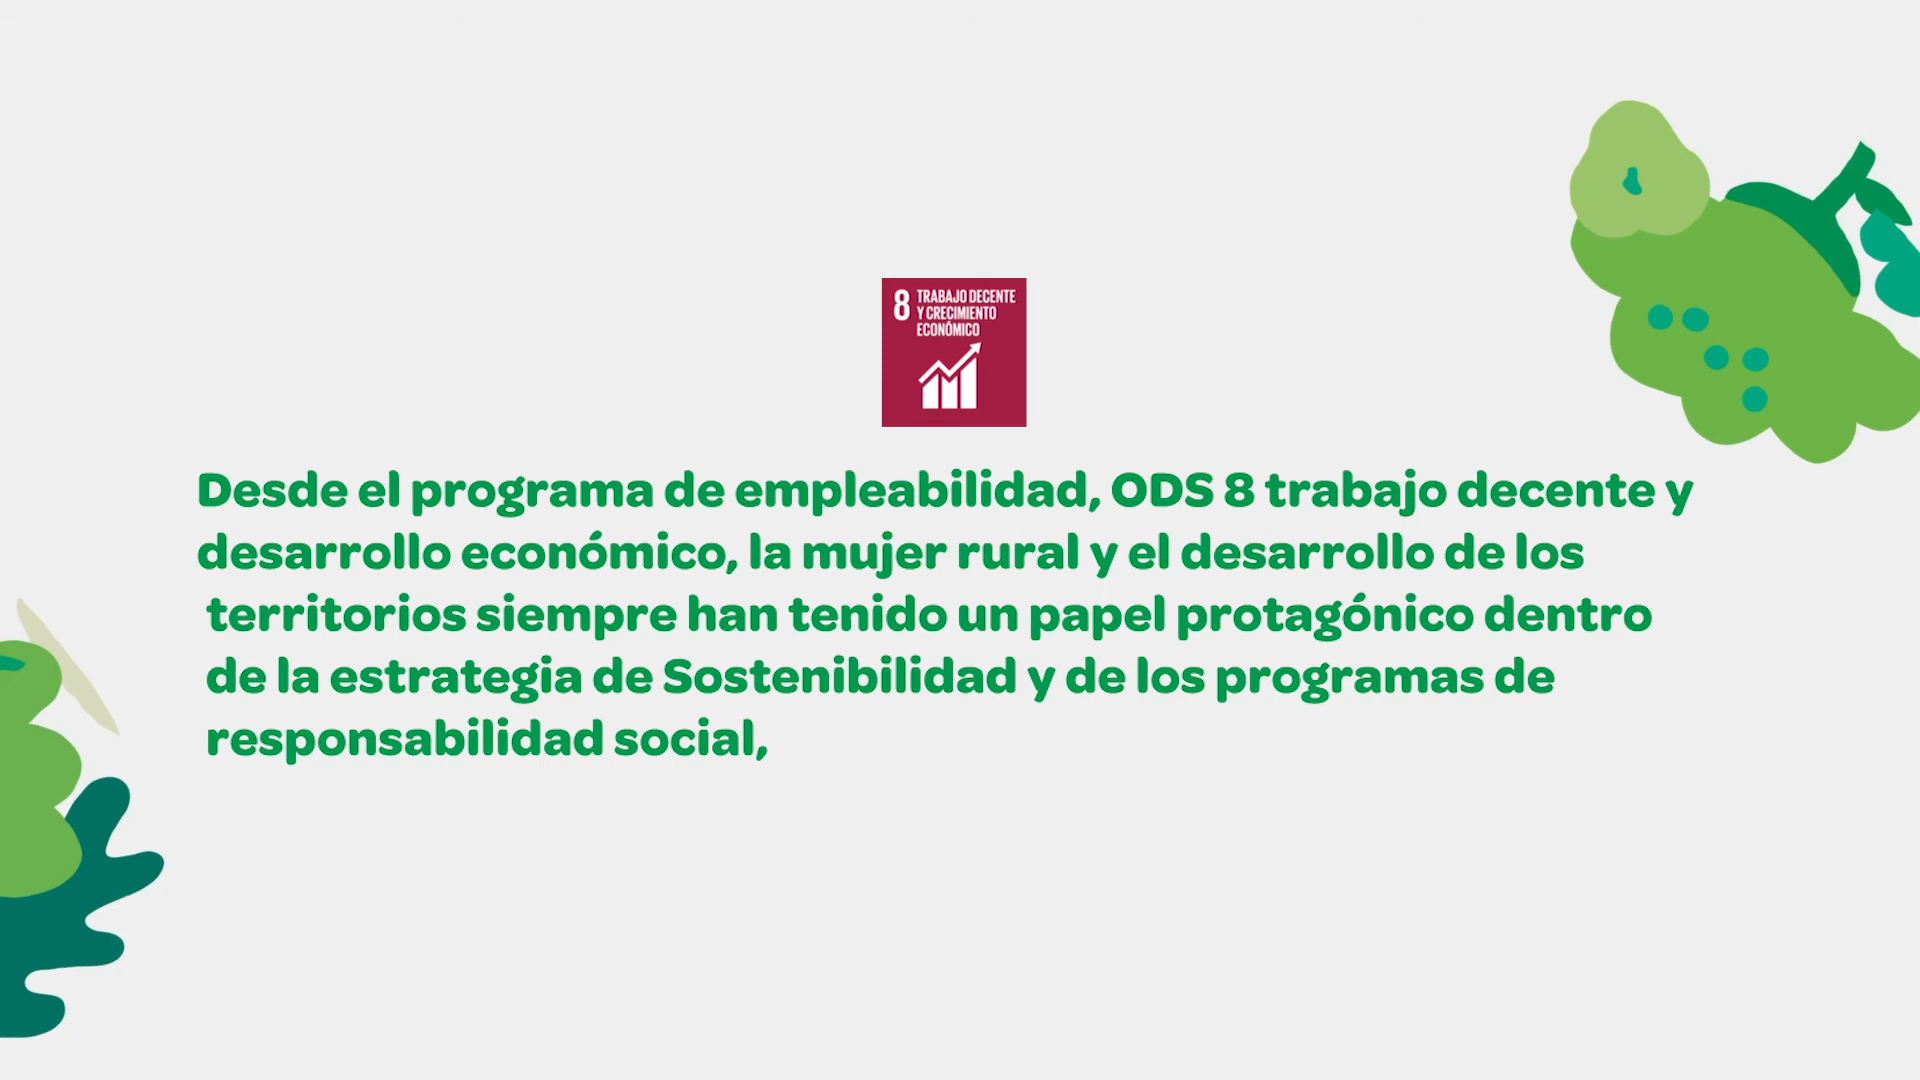 8 TRABAJO DECENTE
Y CRECIMIENTO
ECONÓMICO
Desde el programa de empleabilidad, ODS 8 trabajo decente y
desarrollo económico, la mujer rural y el desarrollo de los
territorios siempre han tenido un papel protagónico dentro
de la estrategia de Sostenibilidad y de los programas de
responsabilidad social,